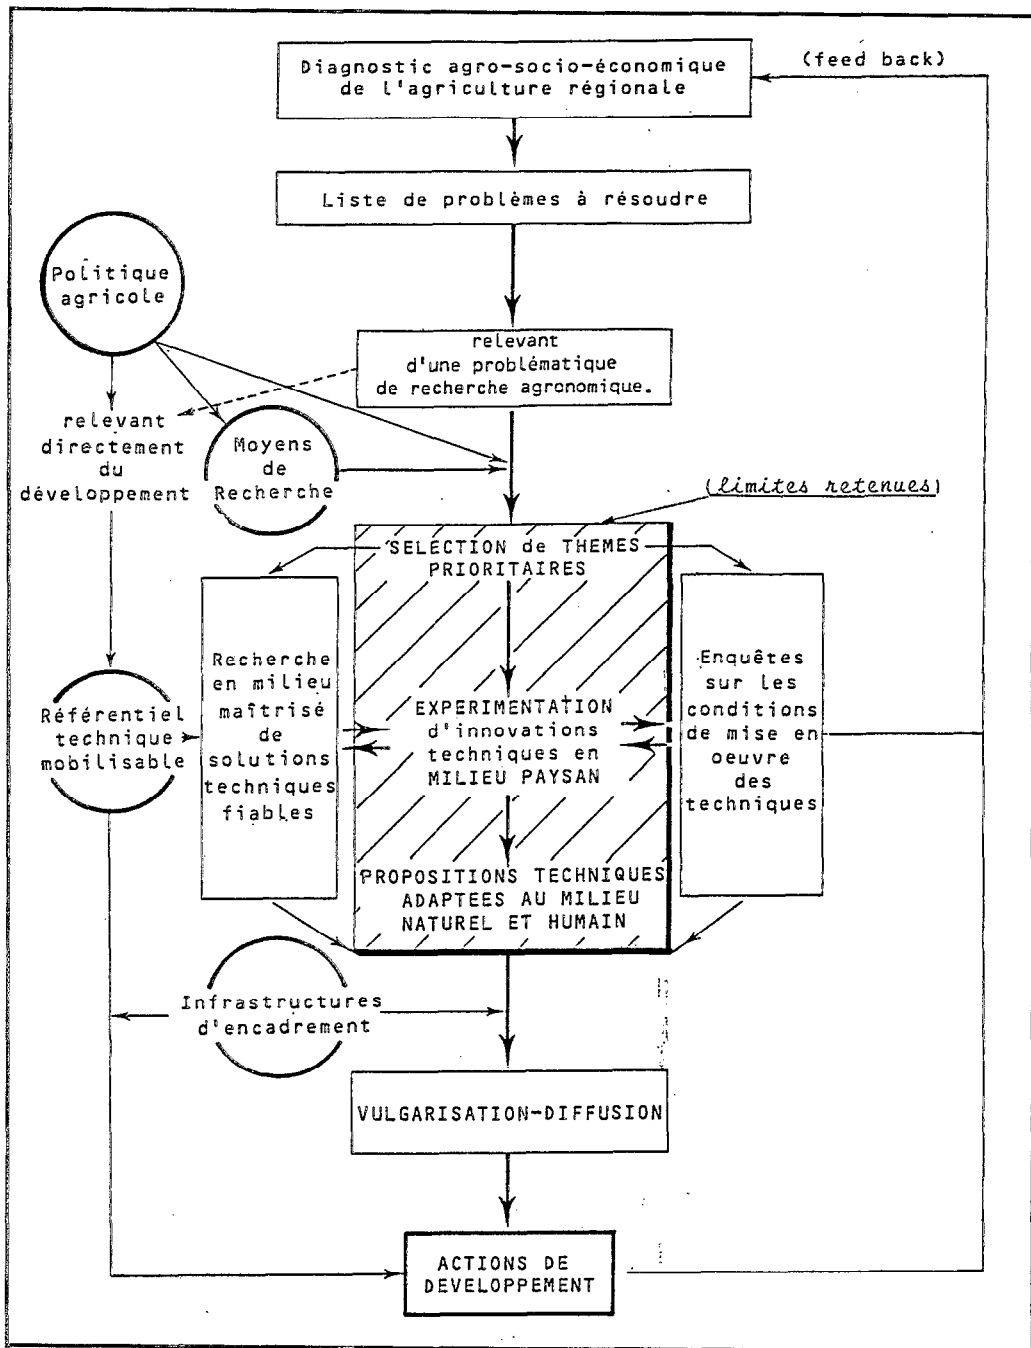 Diagnostic agro-socio-économique
de l'agriculture régionale
(feed back)
Liste de problèmes à résoudre
Politique
agricole
relevant
d'une problématique
de recherche agronomique.
relevant
directement
du
développement
Moyens
de
Recherche
(limites retenues)
SELECTION de THEMES
PRIORITAIRES
Recherche
en milieu
maîtrisé
de
solutions
techniques
fiables
Enquêtes
sur les
conditions
de mise en
oeuvre
des
techniques
Référentiel
technique
mobilisable
EXPERIMENTATION
d'innovations
techniques en
MILIEU PAYSAN
PROPOSITIONS TECHNIQUES
ADAPTEES AU MILIEU
NATUREL ET HUMAIN
Infrastructures
d'encadrement
VULGARISATION-DIFFUSION
ACTIONS DE
DEVELOPPEMENT